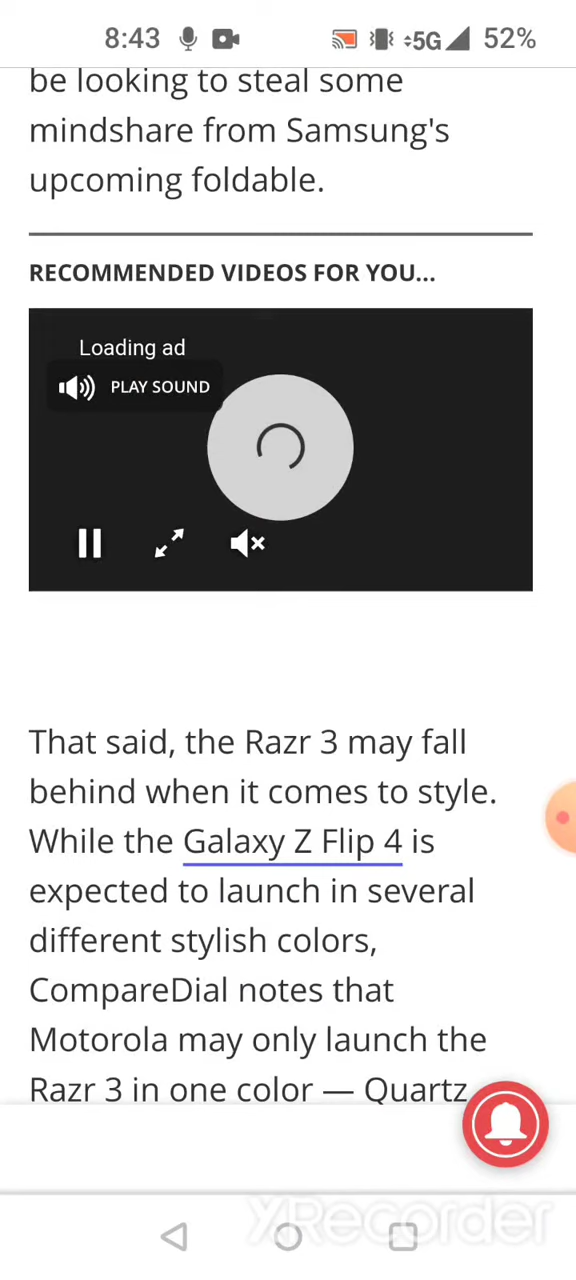 8:43 5G 52%
be looking to steal some
mindshare from Samsung's
upcoming foldable.
RECOMMENDED VIDEOS FOR YOU...
Loading ad
PLAY SOUND
That said, the Razr 3 may fall
behind when it comes to style.
While the Galaxy Z Flip 4 is
expected to launch in several
different stylish colors,
CompareDial notes that
Motorola may only launch the
Razr 3 in one color — Quartz
XRecorder